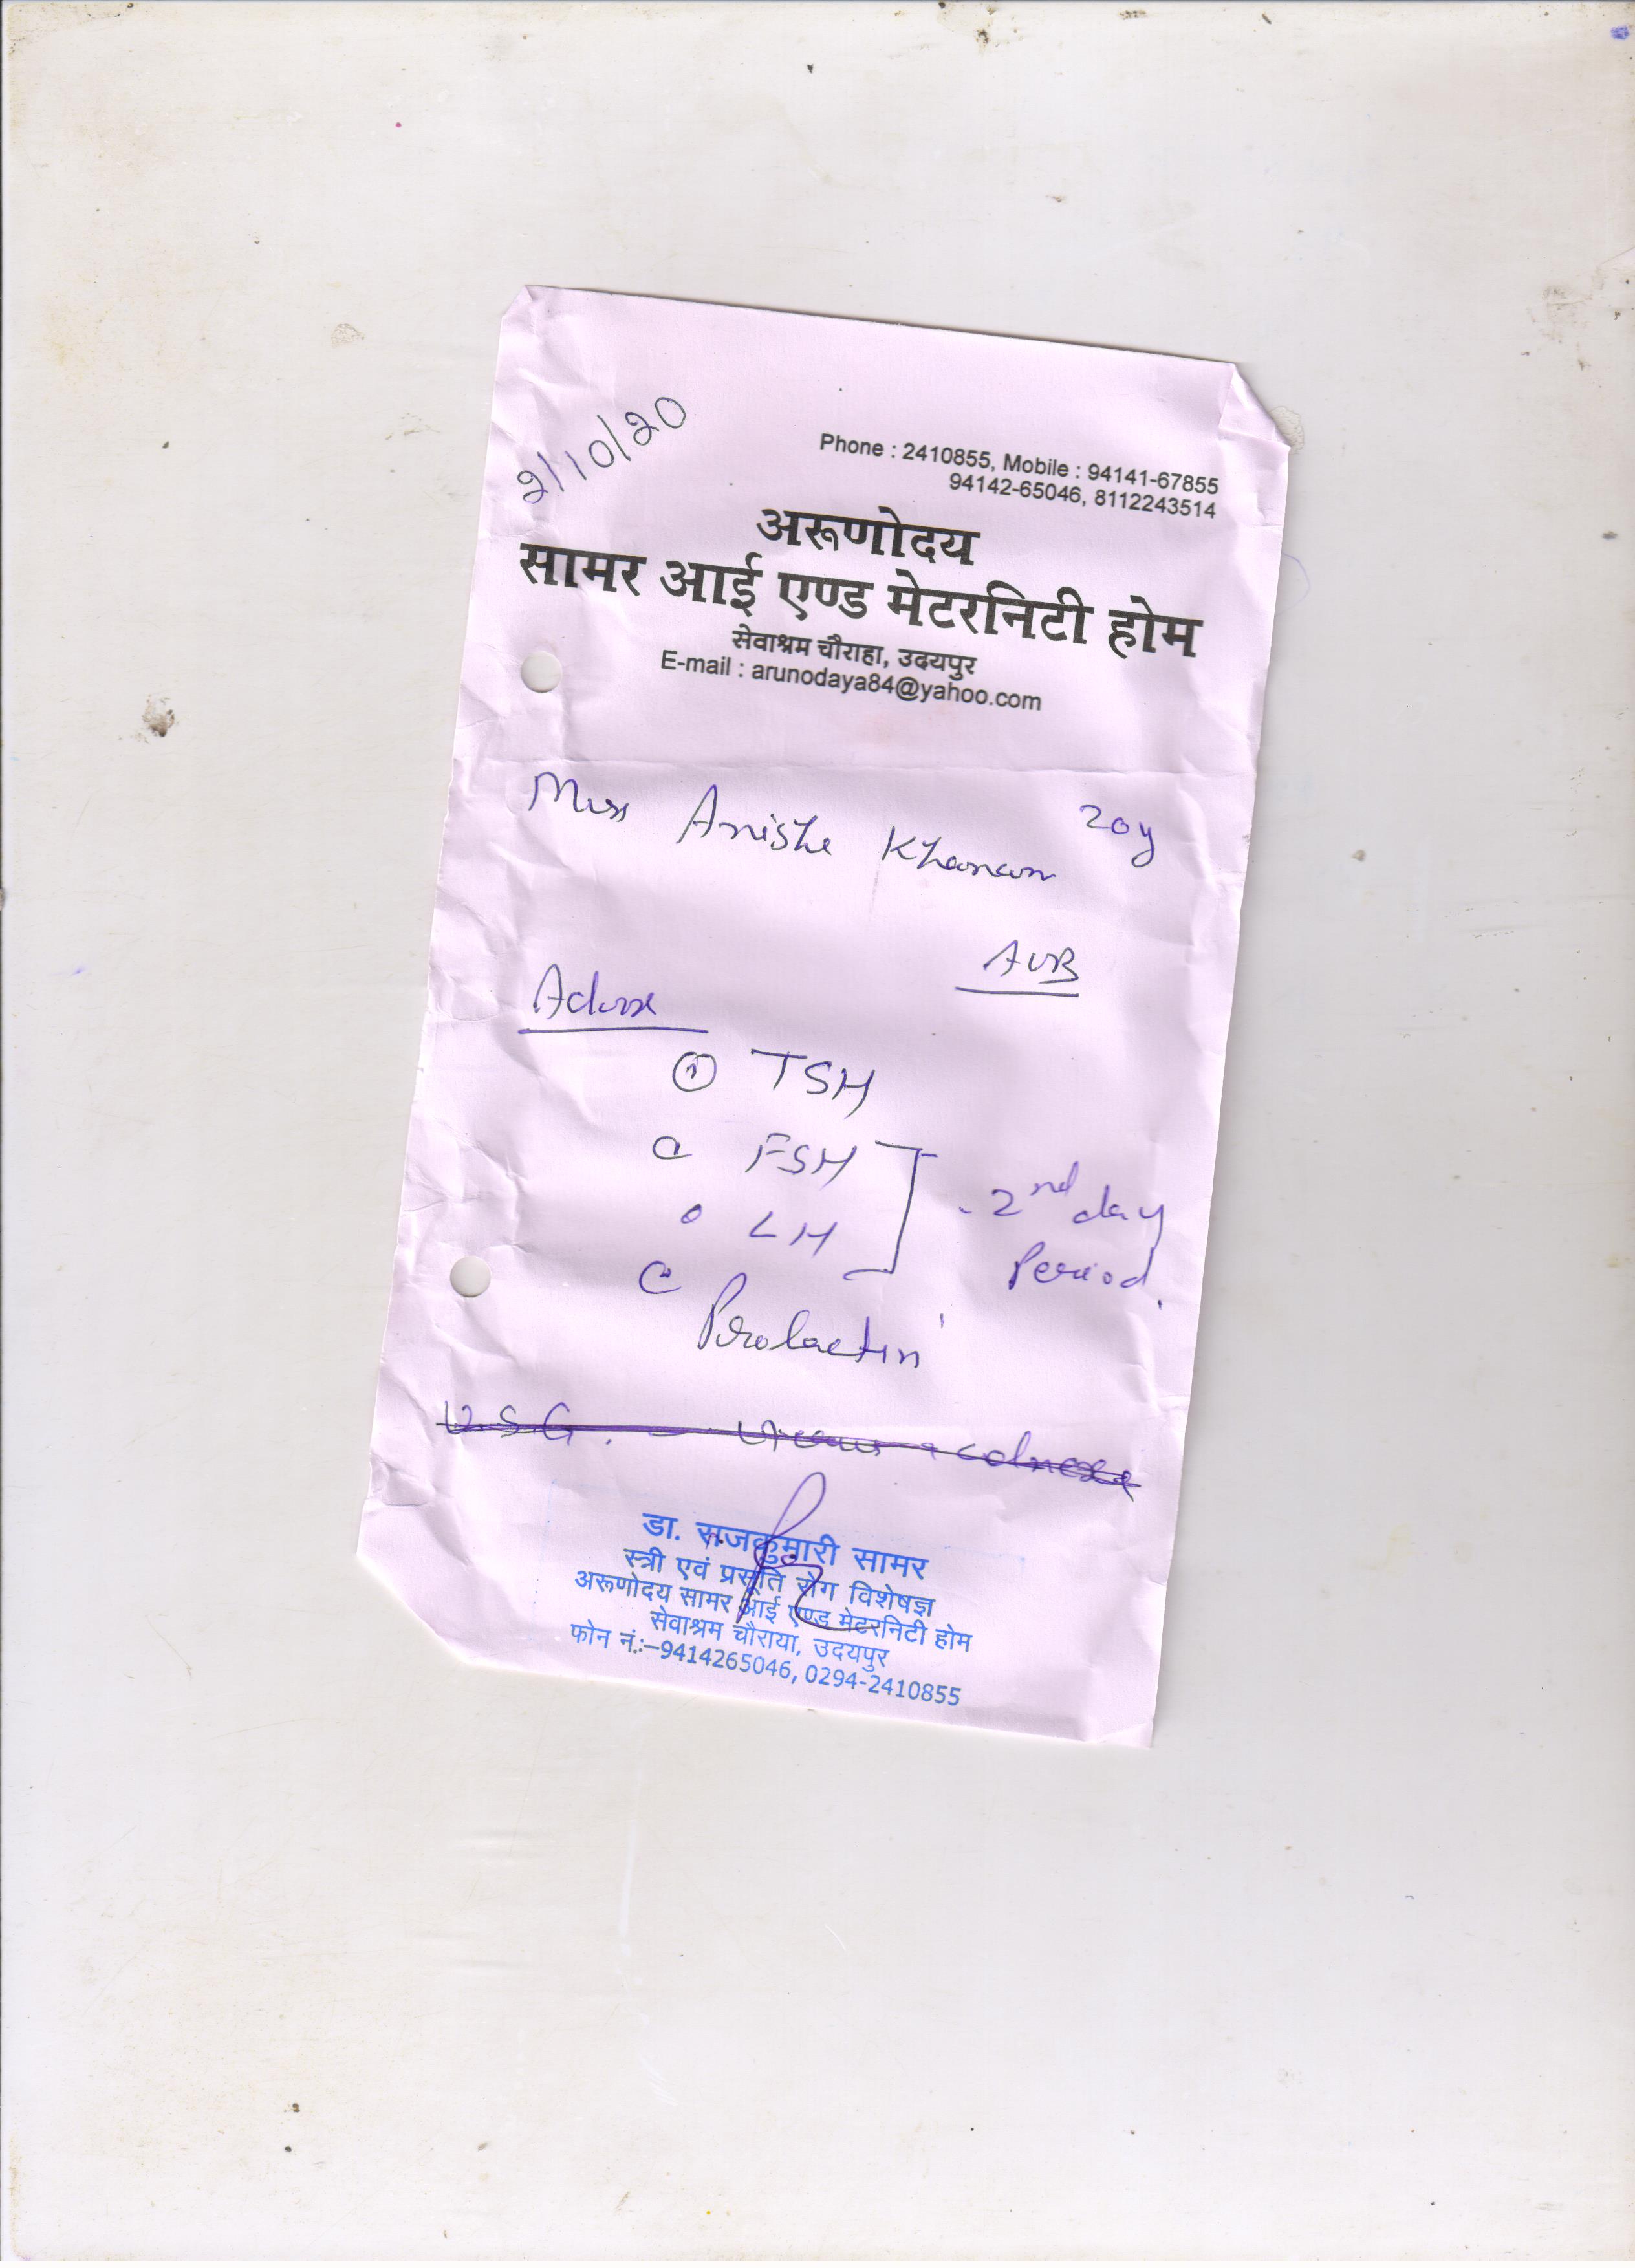 2/10/20
Phone : 2410855, Mobile : 94141-67855
94142-65046, 8112243514
अरूणोदय
सामर आई एण्ड मेटरनिटी होम
सेवाश्रम चौराहा, उदयपुर
E-mail : arunodaya84@yahoo.com
Miss Anisha Khanam 20y
AUB
Advise
① TSH
FSH
LH
- 2nd day
Period.
Prolactin
U.S.G. -
डा. राजकुमारी सामर
स्त्री एवं प्रसूति रोग विशेषज्ञ
अरूणोदय सामर आई एण्ड मेटरनिटी होम
सेवाश्रम चौराया, उदयपुर
फोन नं.:–9414265046, 0294-2410855